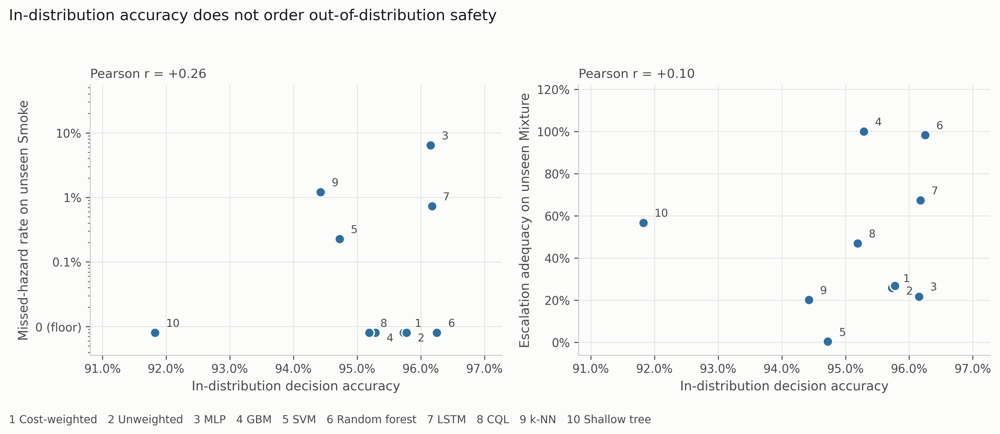 In-distribution accuracy does not order out-of-distribution safety
Pearson r = +0.26
Missed-hazard rate on unseen Smoke
10%
1%
0.1%
0 (floor)
3
9
7
5
10
8
4
1
2
6
91.0% 92.0% 93.0% 94.0% 95.0% 96.0% 97.0%
In-distribution decision accuracy
Pearson r = +0.10
Escalation adequacy on unseen Mixture
120%
100%
80%
60%
40%
20%
0%
4
6
7
10
8
1
2
3
9
5
91.0% 92.0% 93.0% 94.0% 95.0% 96.0% 97.0%
In-distribution decision accuracy
1 Cost-weighted 2 Unweighted 3 MLP 4 GBM 5 SVM 6 Random forest 7 LSTM 8 CQL 9 k-NN 10 Shallow tree